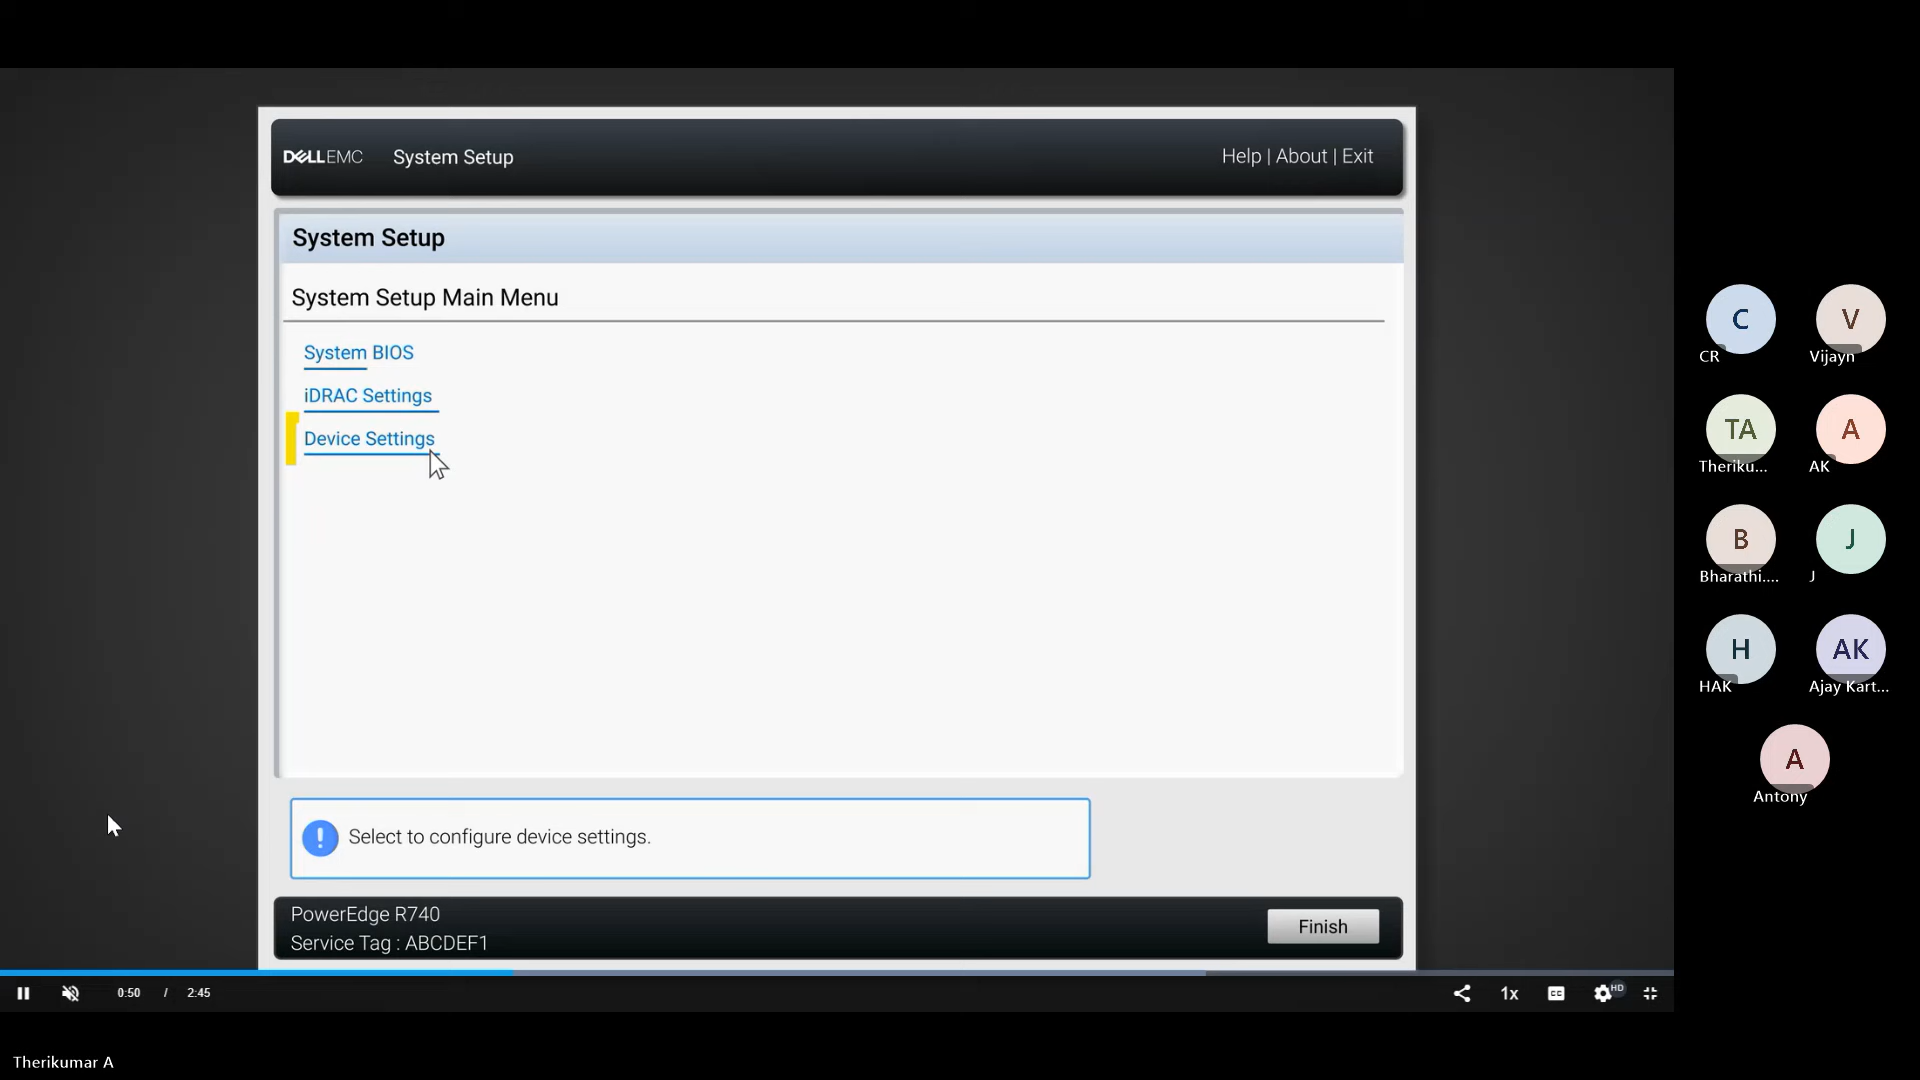 DELLEMC System Setup Help | About | Exit
System Setup
System Setup Main Menu
System BIOS
iDRAC Settings
Device Settings
Select to configure device settings.
PowerEdge R740
Service Tag : ABCDEF1
Finish
0:50 / 2:45
1x
CC
HD
C
CR
V
Vijayn
TA
Theriku...
A
AK
B
Bharathi....
J
J
H
HAK
AK
Ajay Kart...
A
Antony
Therikumar A